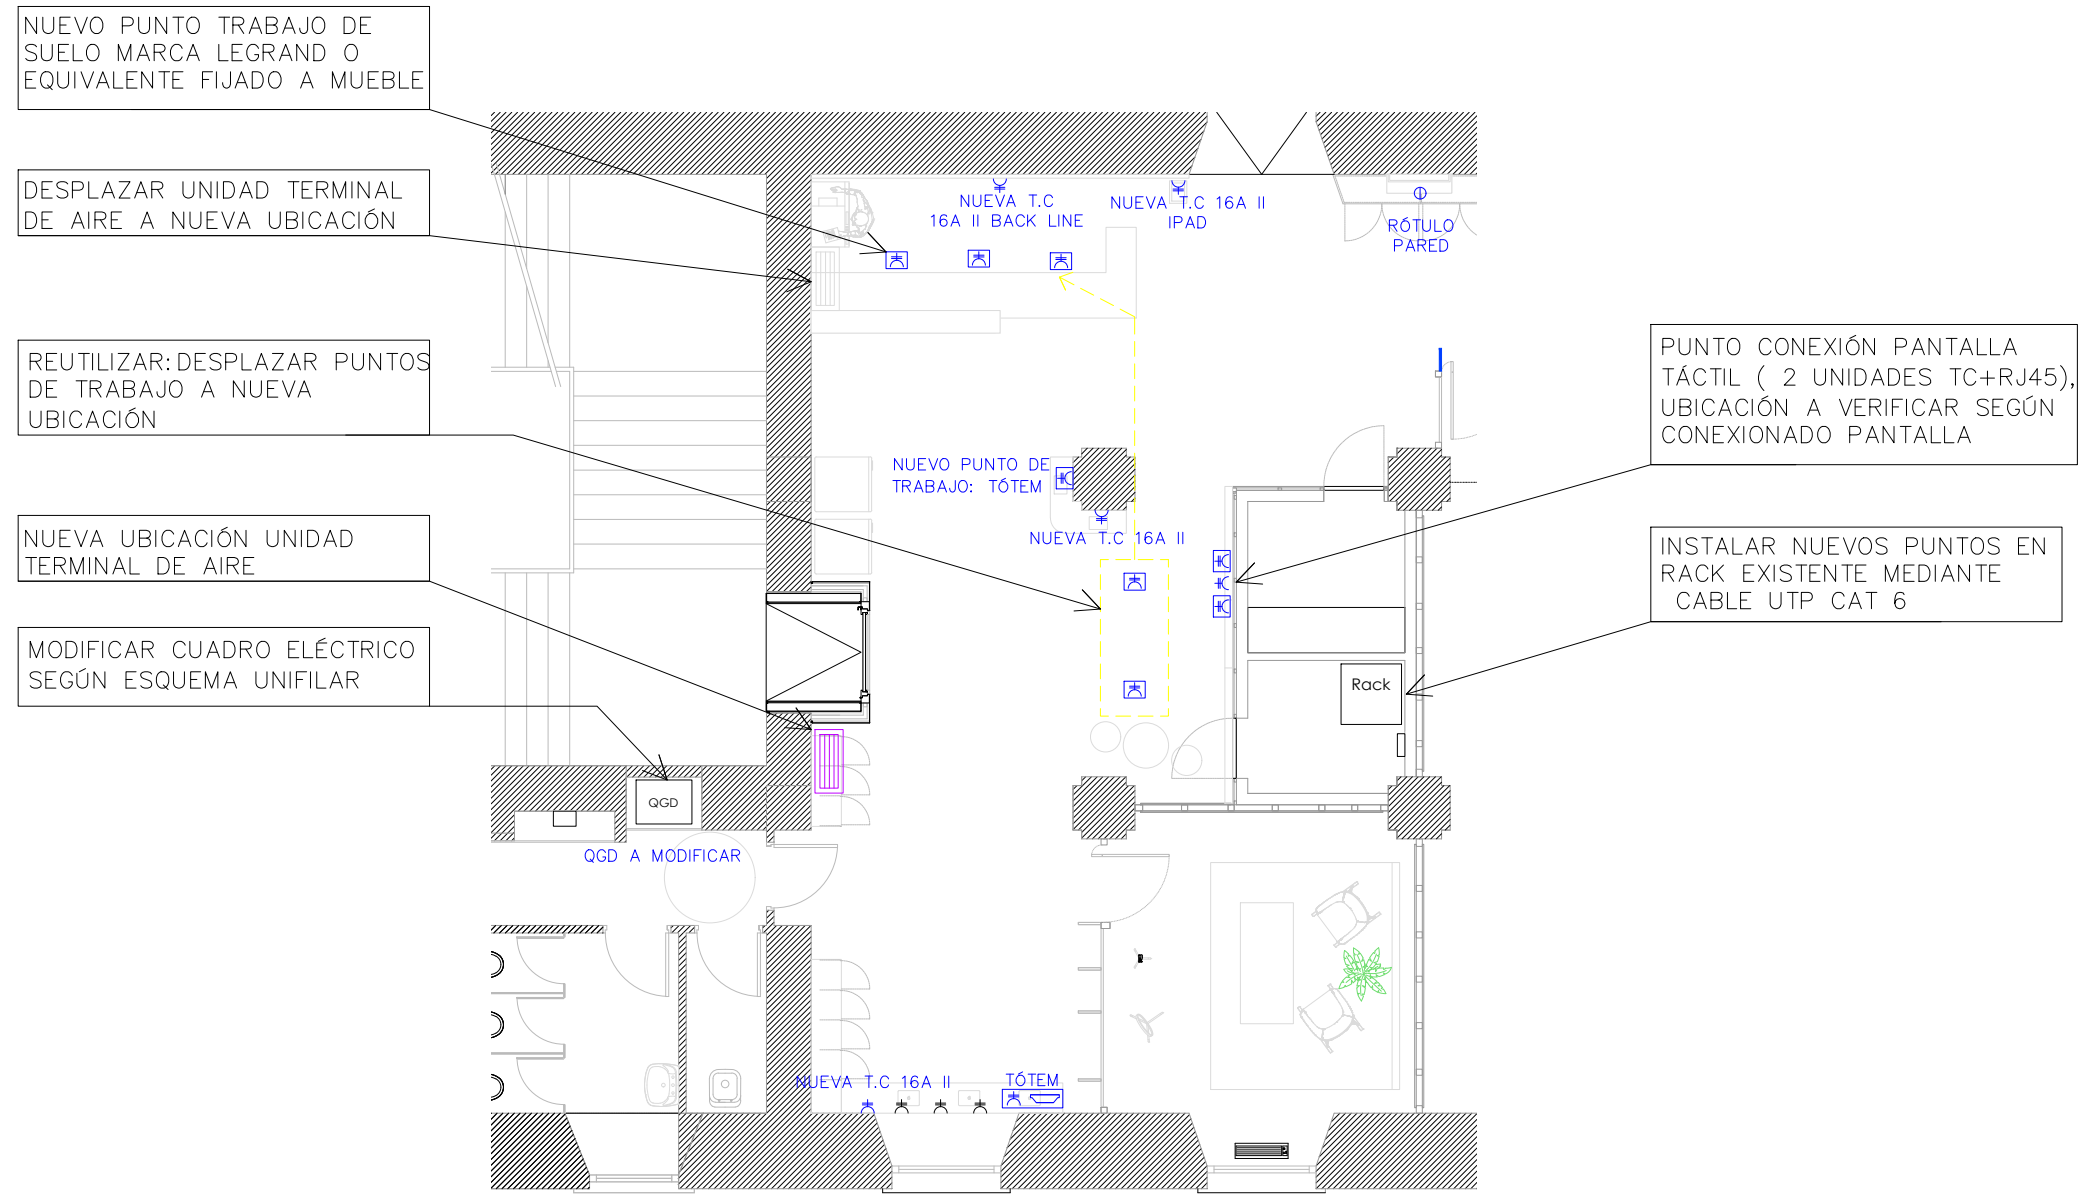 NUEVO PUNTO TRABAJO DE
SUELO MARCA LEGRAND O
EQUIVALENTE FIJADO A MUEBLE
DESPLAZAR UNIDAD TERMINAL
DE AIRE A NUEVA UBICACIÓN
REUTILIZAR: DESPLAZAR PUNTOS
DE TRABAJO A NUEVA
UBICACIÓN
NUEVA UBICACIÓN UNIDAD
TERMINAL DE AIRE
MODIFICAR CUADRO ELÉCTRICO
SEGÚN ESQUEMA UNIFILAR
NUEVA T.C
16A II BACK LINE
NUEVA T.C 16A II
IPAD
RÓTULO
PARED
NUEVO PUNTO DE
TRABAJO: TÓTEM
NUEVA T.C 16A II
PUNTO CONEXIÓN PANTALLA
TÁCTIL ( 2 UNIDADES TC+RJ45),
UBICACIÓN A VERIFICAR SEGÚN
CONEXIONADO PANTALLA
INSTALAR NUEVOS PUNTOS EN
RACK EXISTENTE MEDIANTE
CABLE UTP CAT 6
Rack
QGD
QGD A MODIFICAR
NUEVA T.C 16A II
TÓTEM